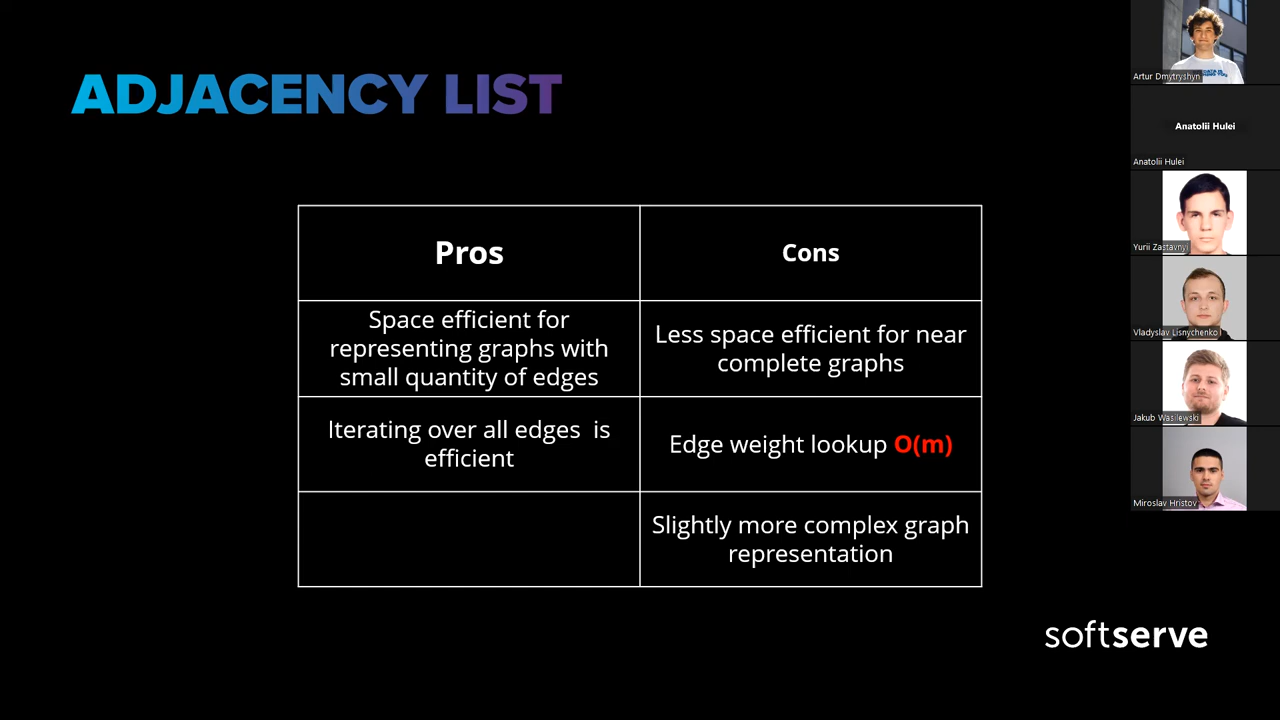 ADJACENCY LIST
Pros
Cons
Space efficient for
representing graphs with
small quantity of edges
Less space efficient for near
complete graphs
Iterating over all edges is
efficient
Edge weight lookup O(m)
Slightly more complex graph
representation
softserve
Artur Dmytryshyn
Anatolii Hulei
Anatolii Hulei
Yurii Zastavnyi
Vladyslav Lisnychenko
Jakub Wasilewski
Miroslav Hristov